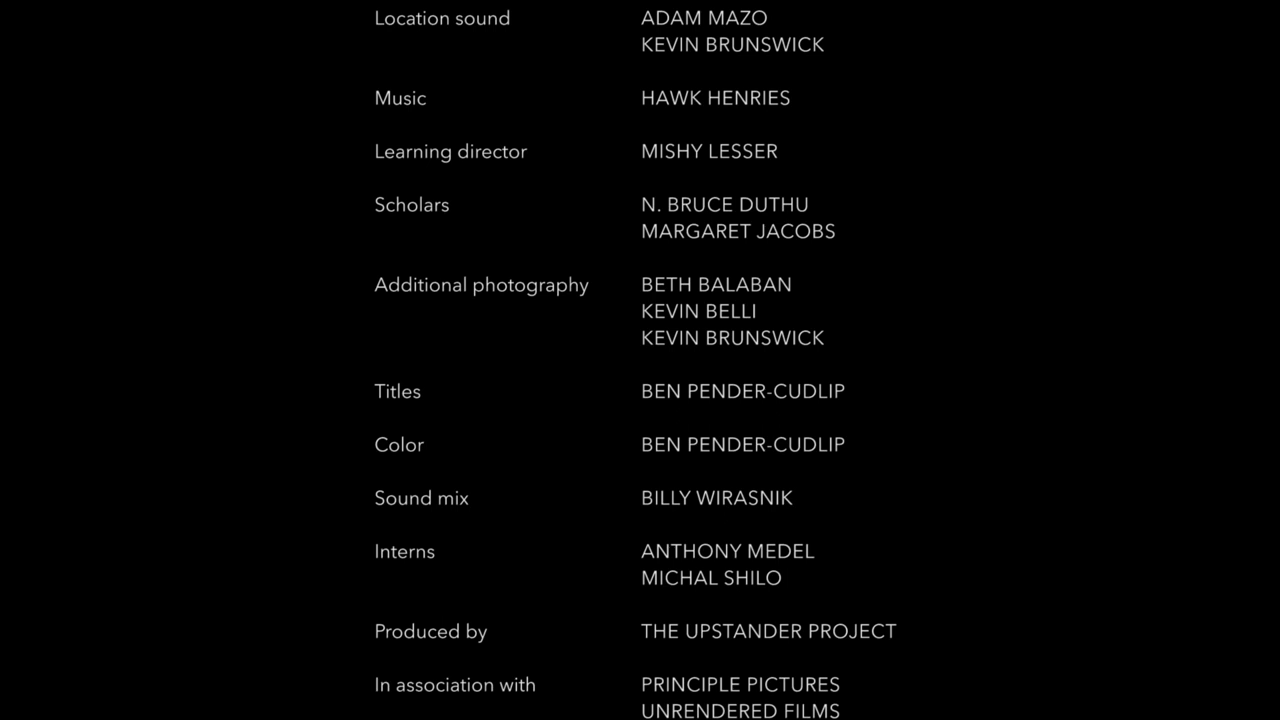 Location sound ADAM MAZO
KEVIN BRUNSWICK
Music HAWK HENRIES
Learning director MISHY LESSER
Scholars N. BRUCE DUTHU
MARGARET JACOBS
Additional photography BETH BALABAN
KEVIN BELLI
KEVIN BRUNSWICK
Titles BEN PENDER-CUDLIP
Color BEN PENDER-CUDLIP
Sound mix BILLY WIRASNIK
Interns ANTHONY MEDEL
MICHAL SHILO
Produced by THE UPSTANDER PROJECT
In association with PRINCIPLE PICTURES
UNRENDERED FILMS